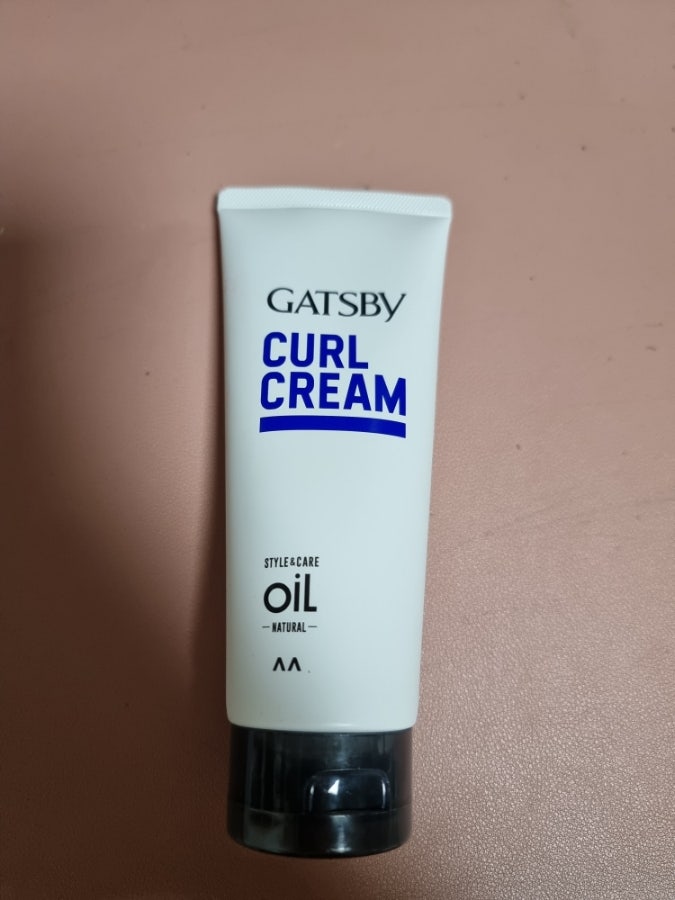 GATSBY
CURL
CREAM
STYLE & CARE
oiL
NATURAL